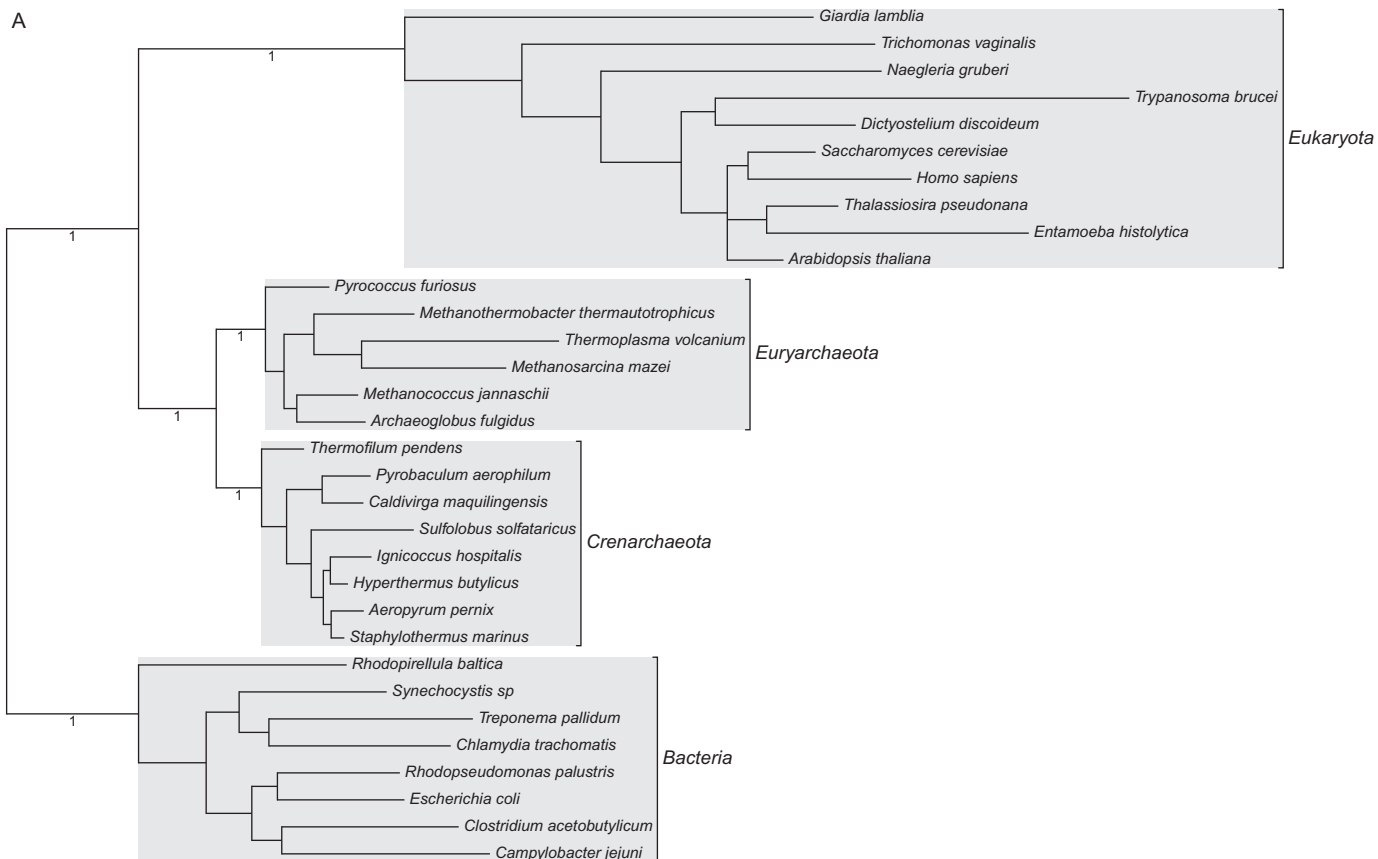 A
Giardia lamblia
1
Trichomonas vaginalis
Naegleria gruberi
Trypanosoma brucei
Dictyostelium discoideum
Eukaryota
Saccharomyces cerevisiae
Homo sapiens
Thalassiosira pseudonana
1
Entamoeba histolytica
Arabidopsis thaliana
Pyrococcus furiosus
Methanothermobacter thermautotrophicus
1
Thermoplasma volcanium
Euryarchaeota
Methanosarcina mazei
Methanococcus jannaschii
1
Archaeoglobus fulgidus
Thermofilum pendens
Pyrobaculum aerophilum
1
Caldivirga maquilingensis
Sulfolobus solfataricus
Crenarchaeota
Ignicoccus hospitalis
Hyperthermus butylicus
Aeropyrum pernix
Staphylothermus marinus
Rhodopirellula baltica
Synechocystis sp
1
Treponema pallidum
Chlamydia trachomatis
Bacteria
Rhodopseudomonas palustris
Escherichia coli
Clostridium acetobutylicum
Campylobacter jejuni